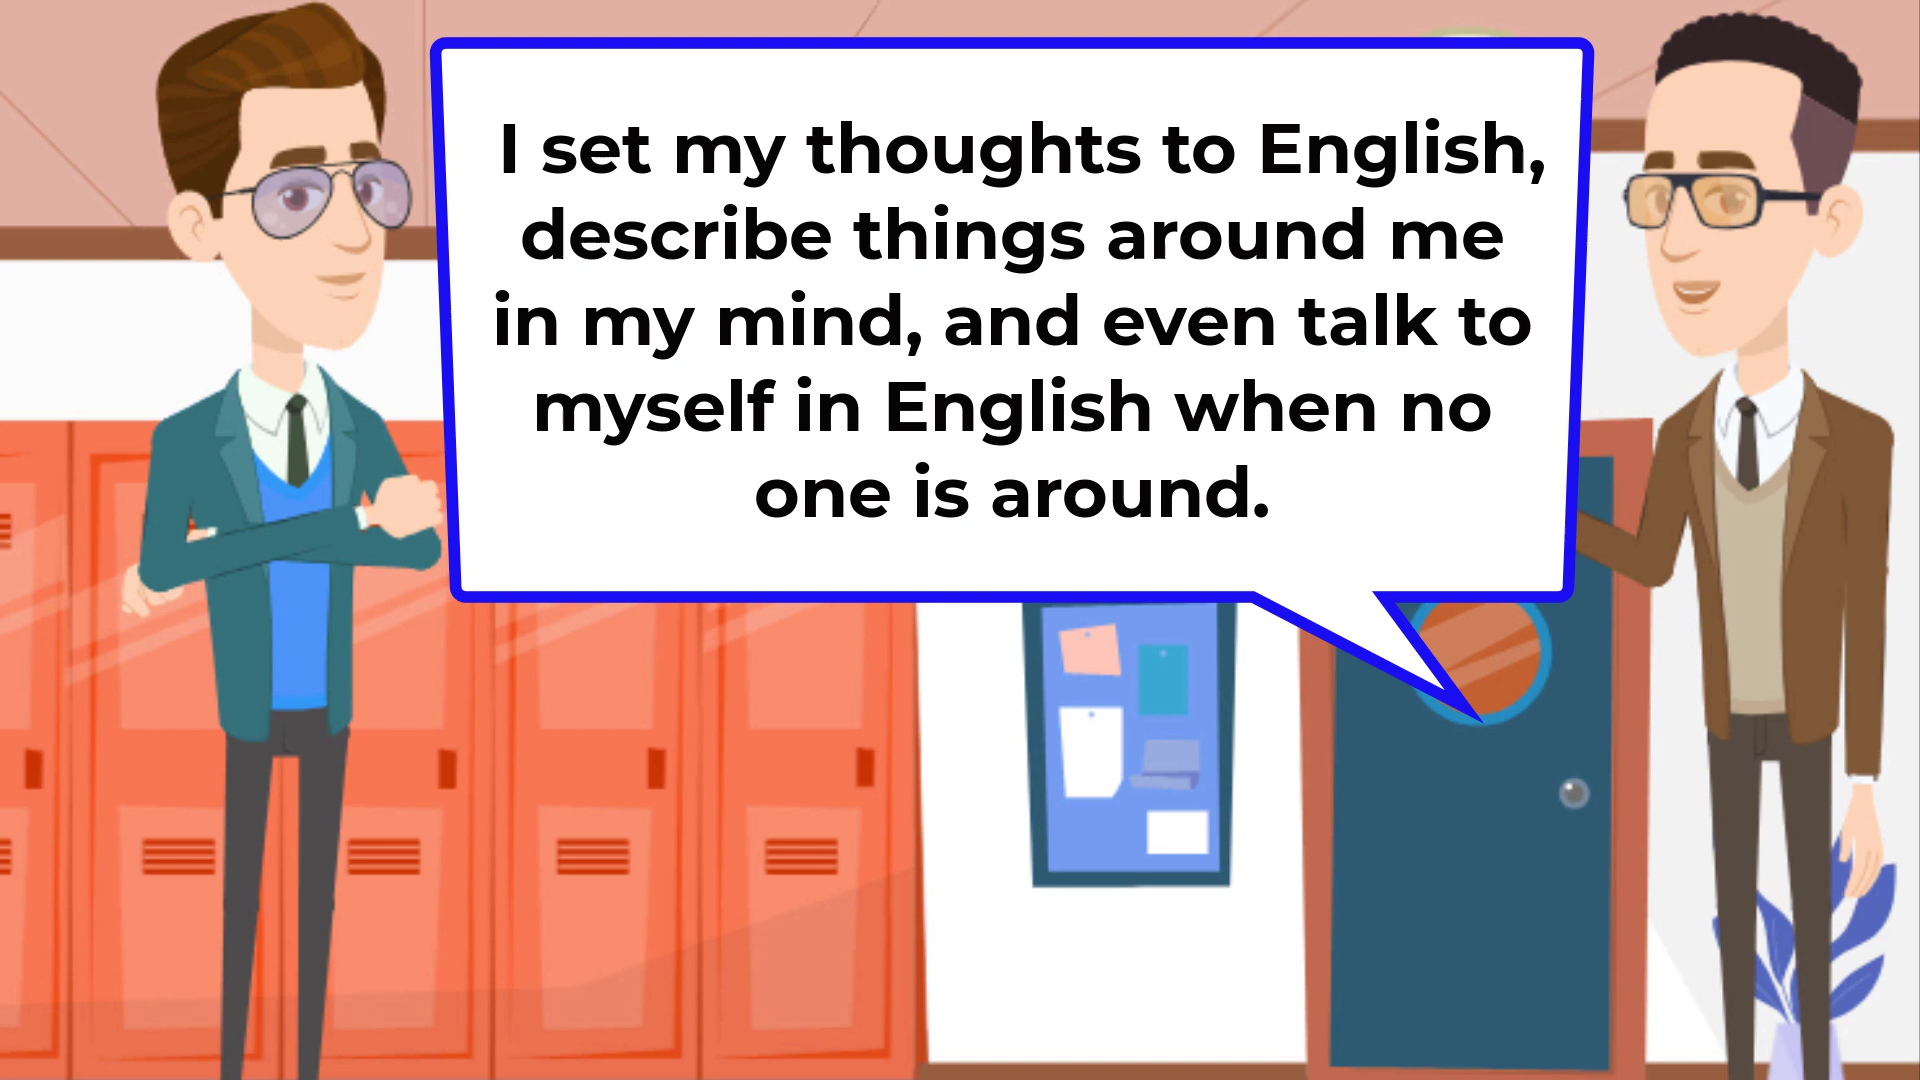 I set my thoughts to English,
describe things around me
in my mind, and even talk to
myself in English when no
one is around.